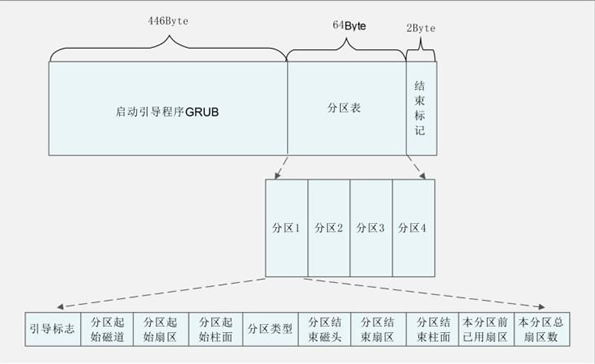 446Byte
64Byte
2Byte
启动引导程序GRUB
分区表
结
束
标
记
分区1
分区2
分区3
分区4
引导标志
分区起
始磁道
分区起
始扇区
分区起
始柱面
分区类型
分区结
束磁头
分区结
束扇区
分区结
束柱面
本分区前
已用扇区
本分区总
扇区数